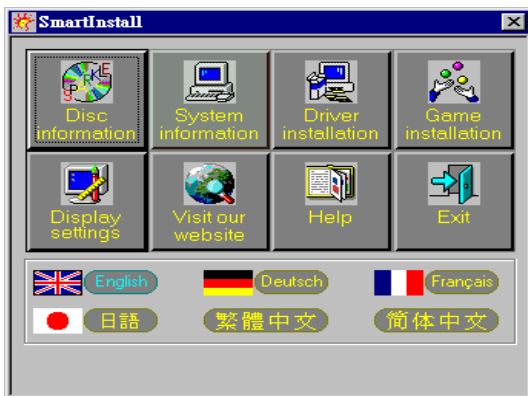 SmartInstall
Disc
information
System
information
Driver
installation
Game
installation
Display
settings
Visit our
website
Help
Exit
English
Deutsch
Français
日語
繁體中文
简体中文